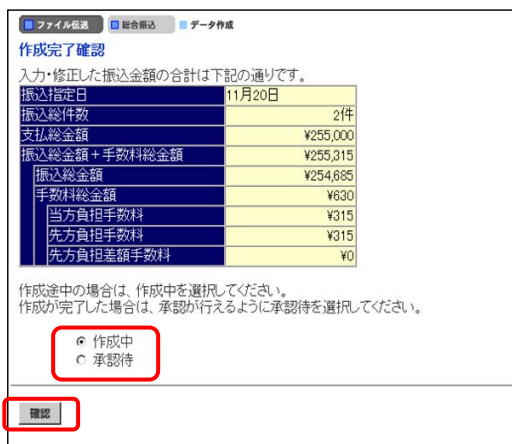 ファイル伝送 総合振込 データ作成
作成完了確認
入力・修正した振込金額の合計は下記の通りです。
振込指定日 11月20日
振込総件数 2件
支払総金額 ¥255,000
振込総金額＋手数料総金額 ¥255,315
振込総金額 ¥254,685
手数料総金額 ¥630
当方負担手数料 ¥315
先方負担手数料 ¥315
先方負担差額手数料 ¥0
作成途中の場合は、作成中を選択してください。
作成が完了した場合は、承認が行えるように承認待を選択してください。
作成中
承認待
確認